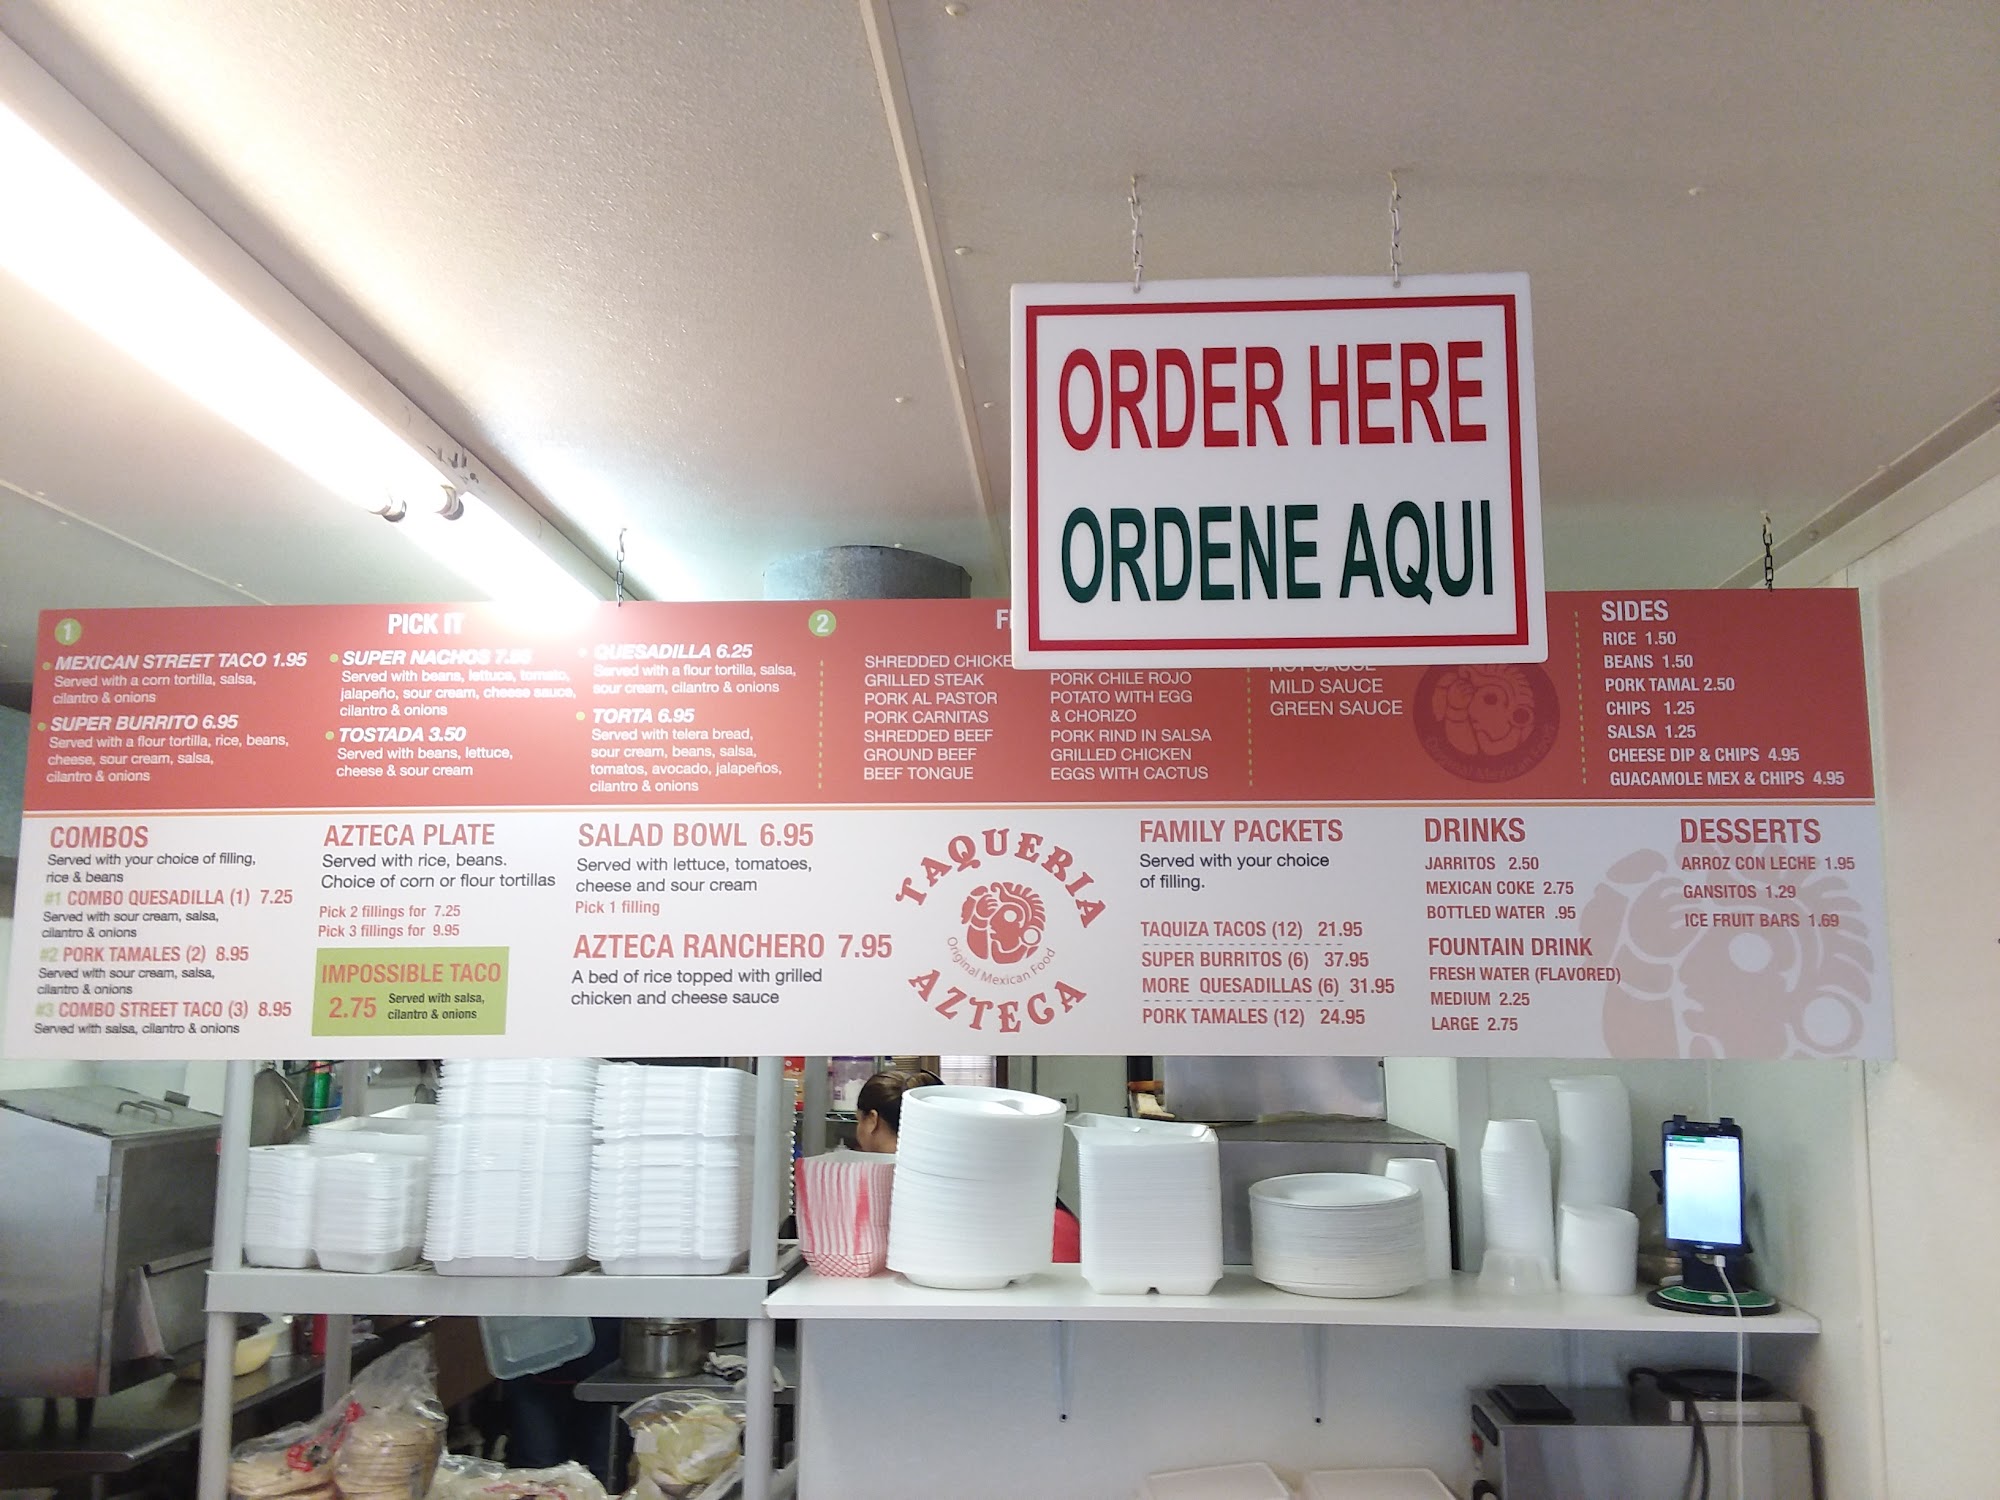 ORDER HERE
ORDENE AQUI
1
PICK IT
MEXICAN STREET TACO 1.95
Served with a corn tortilla, salsa,
cilantro & onions
SUPER BURRITO 6.95
Served with a flour tortilla, rice, beans,
cheese, sour cream, salsa,
cilantro & onions
SUPER NACHOS
Served with beans, lettuce, tomato,
jalapeño, sour cream, cheese sauce,
cilantro & onions
TOSTADA 3.50
Served with beans, lettuce,
cheese & sour cream
QUESADILLA 6.25
Served with a flour tortilla, salsa,
sour cream, cilantro & onions
TORTA 6.95
Served with telera bread,
sour cream, beans, salsa,
tomatos, avocado, jalapeños,
cilantro & onions
2
SHREDDED
GRILLED STEAK
PORK AL PASTOR
PORK CARNITAS
SHREDDED BEEF
GROUND BEEF
BEEF TONGUE
PORK CHILE ROJO
POTATO WITH EGG
& CHORIZO
PORK RIND IN SALSA
GRILLED CHICKEN
EGGS WITH CACTUS
HOT SAUCE
MILD SAUCE
GREEN SAUCE
Original Mexican Food
SIDES
RICE 1.50
BEANS 1.50
PORK TAMAL 2.50
CHIPS 1.25
SALSA 1.25
CHEESE DIP & CHIPS 4.95
GUACAMOLE MEX & CHIPS 4.95
COMBOS
Served with your choice of filling,
rice & beans
#1 COMBO QUESADILLA (1) 7.25
Served with sour cream, salsa,
cilantro & onions
#2 PORK TAMALES (2) 8.95
Served with sour cream, salsa,
cilantro & onions
#3 COMBO STREET TACO (3) 8.95
Served with salsa, cilantro & onions
AZTECA PLATE
Served with rice, beans.
Choice of corn or flour tortillas
Pick 2 fillings for 7.25
Pick 3 fillings for 9.95
IMPOSSIBLE TACO
2.75 Served with salsa,
cilantro & onions
SALAD BOWL 6.95
Served with lettuce, tomatoes,
cheese and sour cream
Pick 1 filling
AZTECA RANCHERO 7.95
A bed of rice topped with grilled
chicken and cheese sauce
TAQUERIA
Original Mexican Food
AZTECA
FAMILY PACKETS
Served with your choice
of filling.
TAQUIZA TACOS (12) 21.95
SUPER BURRITOS (6) 37.95
MORE QUESADILLAS (6) 31.95
PORK TAMALES (12) 24.95
DRINKS
JARRITOS 2.50
MEXICAN COKE 2.75
BOTTLED WATER .95
FOUNTAIN DRINK
FRESH WATER (FLAVORED)
MEDIUM 2.25
LARGE 2.75
DESSERTS
ARROZ CON LECHE 1.95
GANSITOS 1.29
ICE FRUIT BARS 1.69